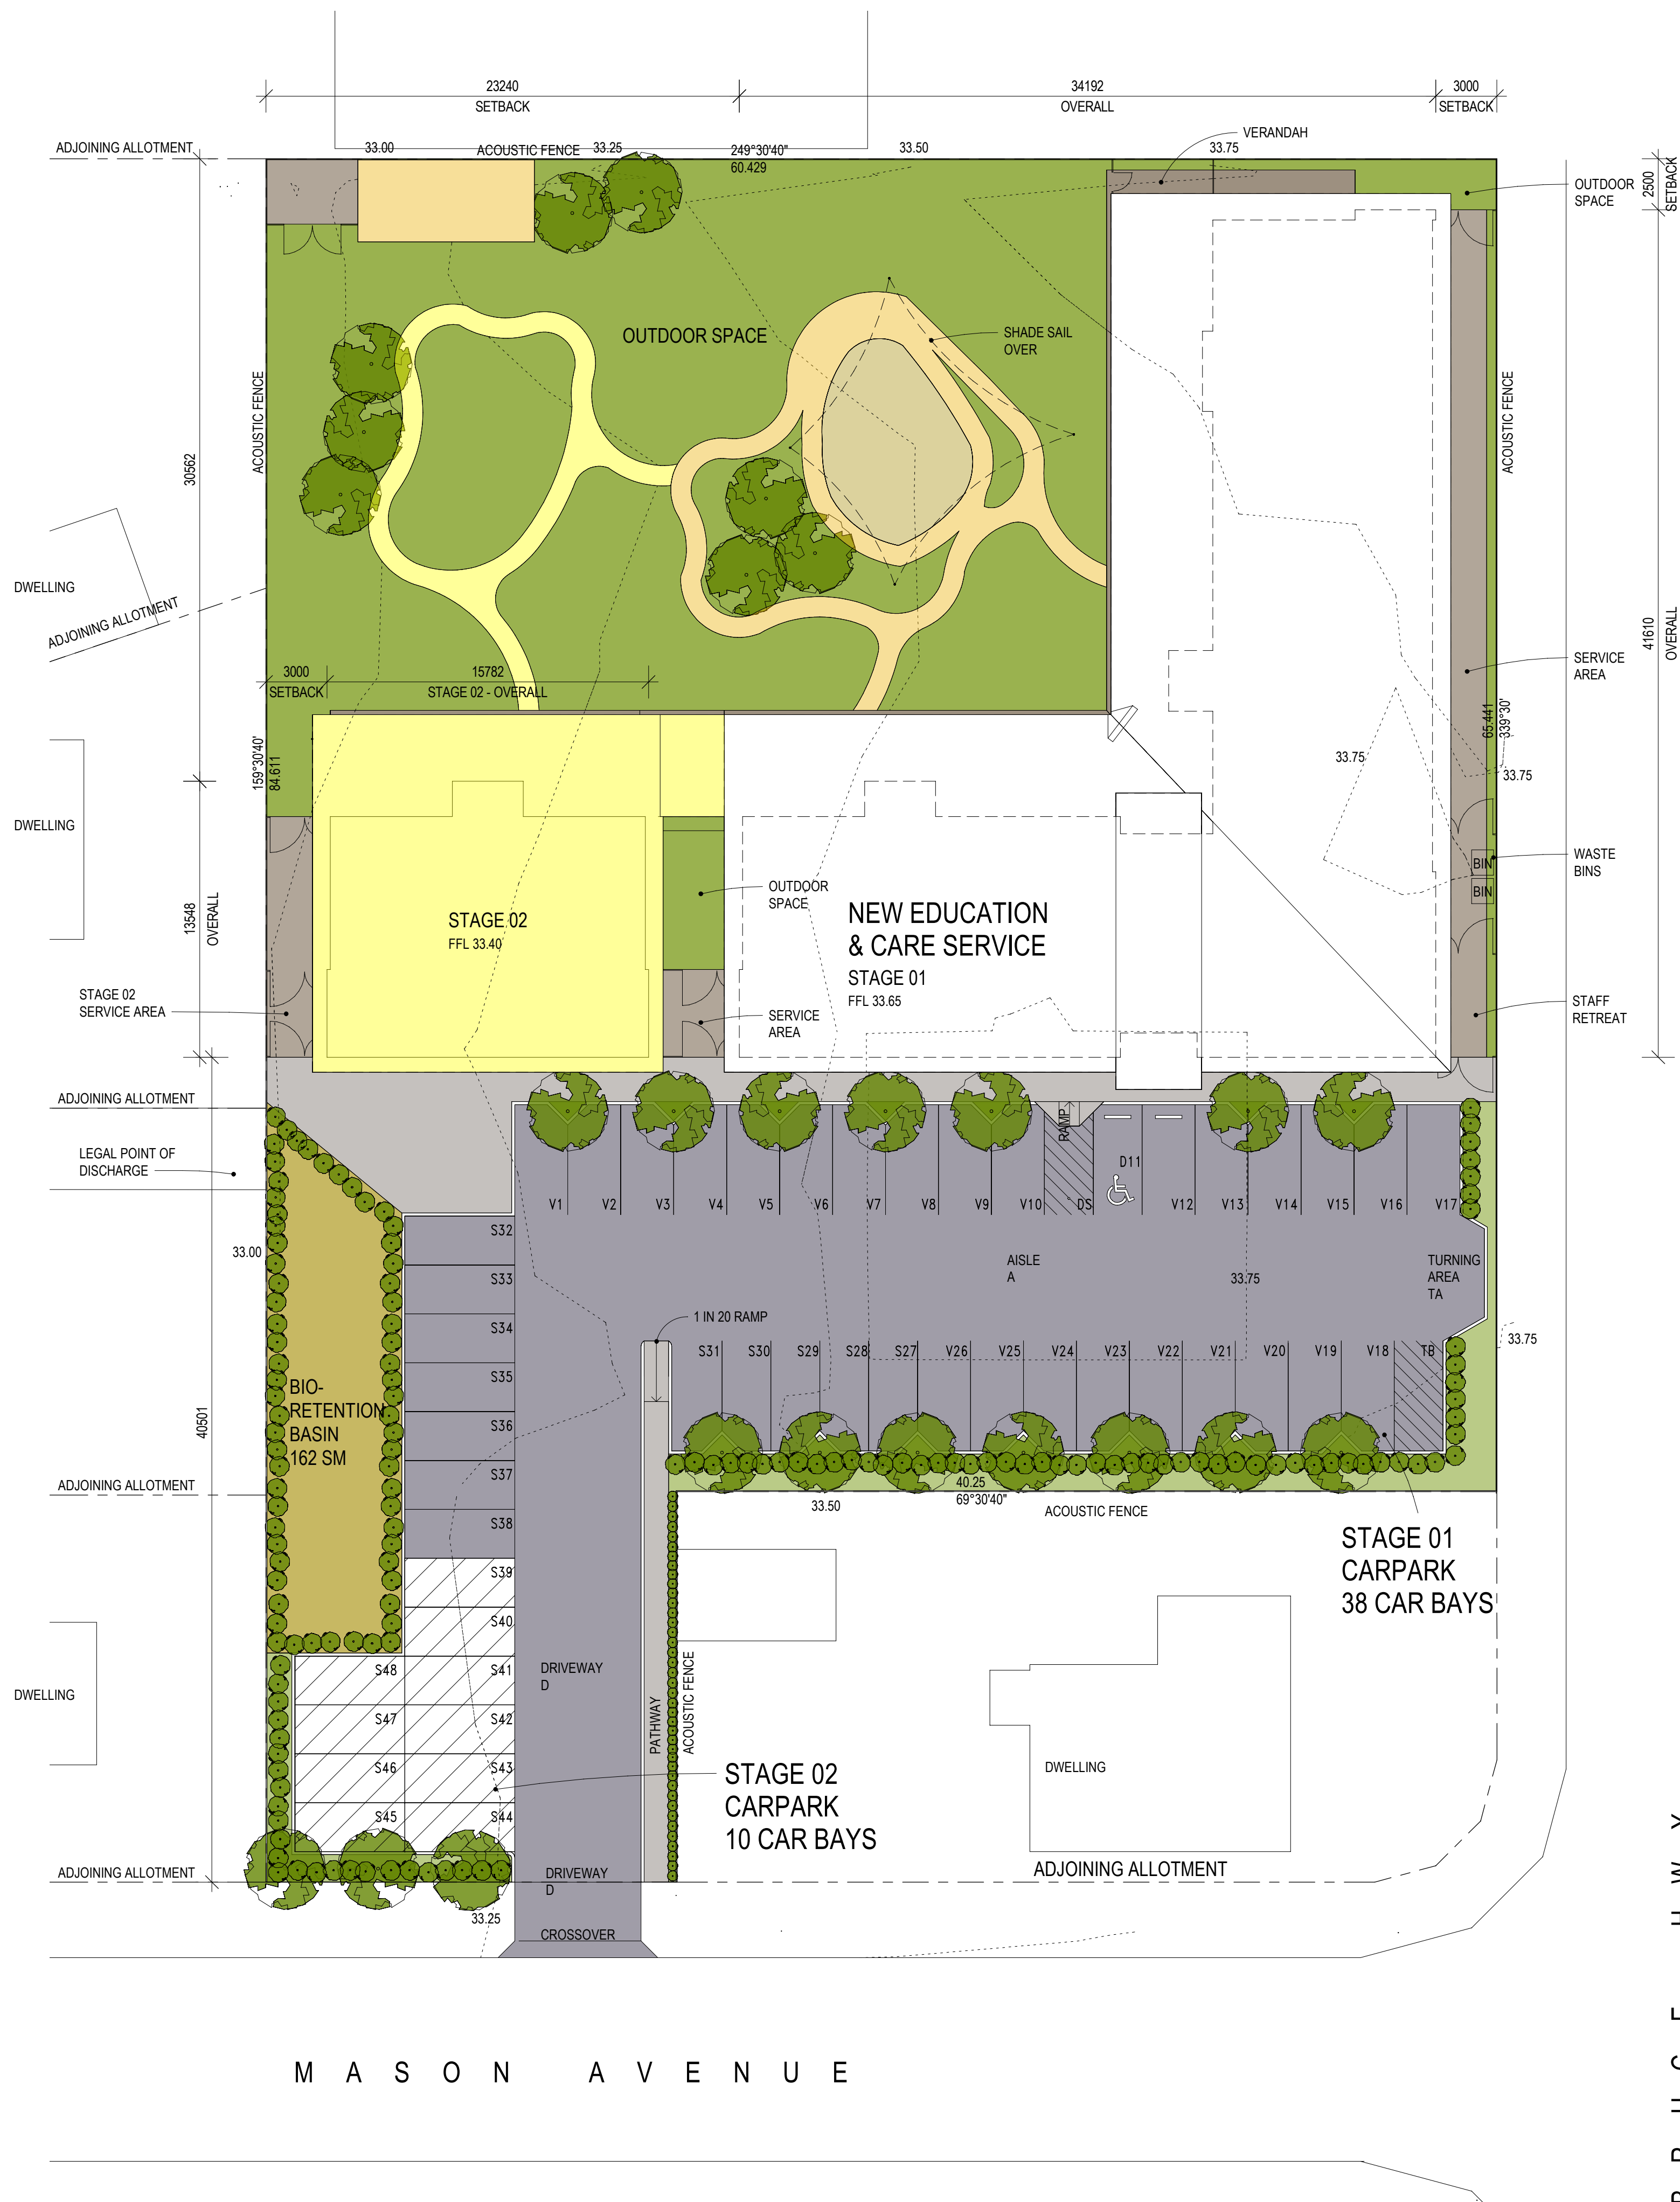 23240
SETBACK
34192
OVERALL
3000
SETBACK
VERANDAH
ADJOINING ALLOTMENT
33.00
ACOUSTIC FENCE
33.25
249°30'40"
60.429
33.50
33.75
2500
SETBACK
OUTDOOR
SPACE
OUTDOOR SPACE
SHADE SAIL
OVER
ACOUSTIC FENCE
ACOUSTIC FENCE
30562
DWELLING
ADJOINING ALLOTMENT
41610
OVERALL
SERVICE
AREA
3000
SETBACK
15782
STAGE 02 - OVERALL
65.441
339°30'
159°30'40"
84.611
33.75
33.75
DWELLING
13548
OVERALL
BIN
BIN
WASTE
BINS
OUTDOOR
SPACE
STAGE 02
FFL 33.40
NEW EDUCATION
& CARE SERVICE
STAGE 01
FFL 33.65
STAGE 02
SERVICE AREA
SERVICE
AREA
STAFF
RETREAT
ADJOINING ALLOTMENT
RAMP
LEGAL POINT OF
DISCHARGE
D11
V1
V2
V3
V4
V5
V6
V7
V8
V9
V10
DS
V12
V13
V14
V15
V16
V17
33.00
S32
S33
S34
S35
S36
S37
S38
S39
S40
S41
S42
S43
S44
S48
S47
S46
S45
AISLE
A
33.75
TURNING
AREA
TA
1 IN 20 RAMP
33.75
S31
S30
S29
S28
S27
V26
V25
V24
V23
V22
V21
V20
V19
V18
TB
BIO-
RETENTION
BASIN
162 SM
40501
ADJOINING ALLOTMENT
40.25
69°30'40"
33.50
ACOUSTIC FENCE
STAGE 01
CARPARK
38 CAR BAYS
DWELLING
DRIVEWAY
D
PATHWAY
ACOUSTIC FENCE
STAGE 02
CARPARK
10 CAR BAYS
DWELLING
ADJOINING ALLOTMENT
ADJOINING ALLOTMENT
DRIVEWAY
D
33.25
CROSSOVER
MASON AVENUE